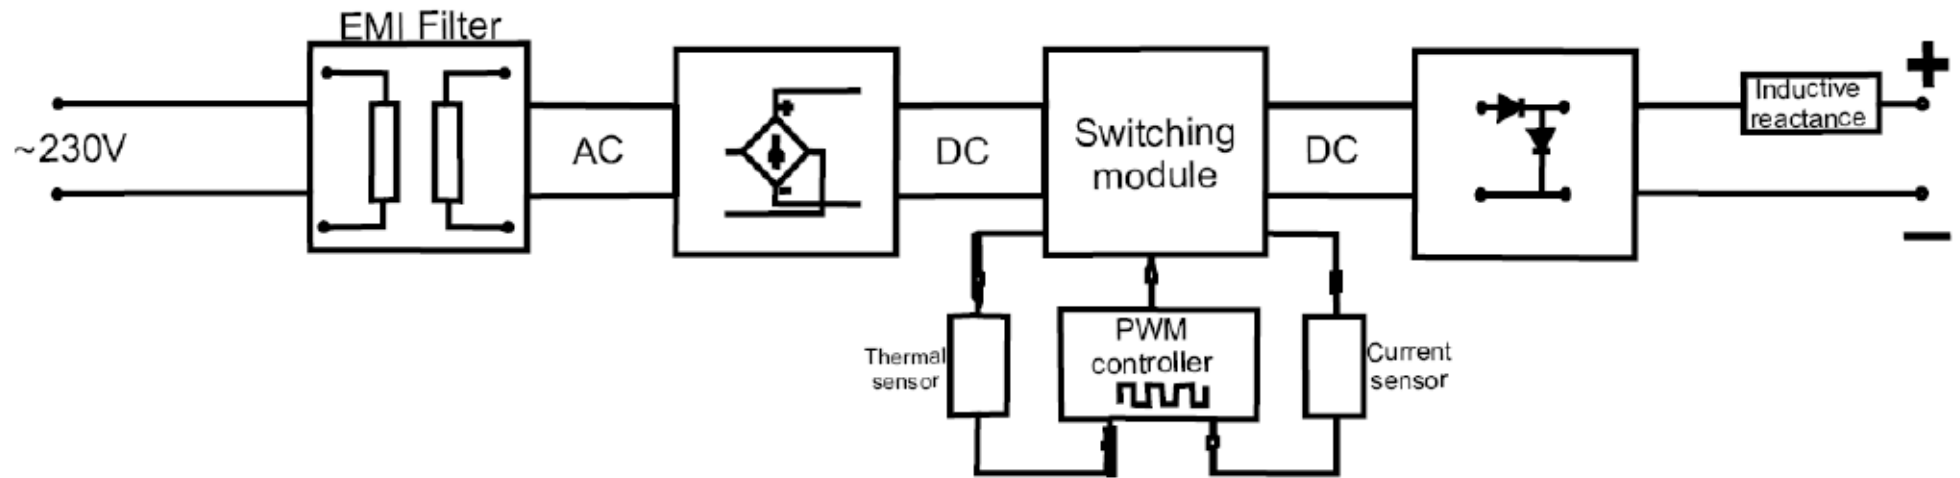 EMI Filter
~230V
AC
DC
Switching
module
DC
Inductive
reactance
+
-
+
−
Thermal
sensor
PWM
controller
Current
sensor